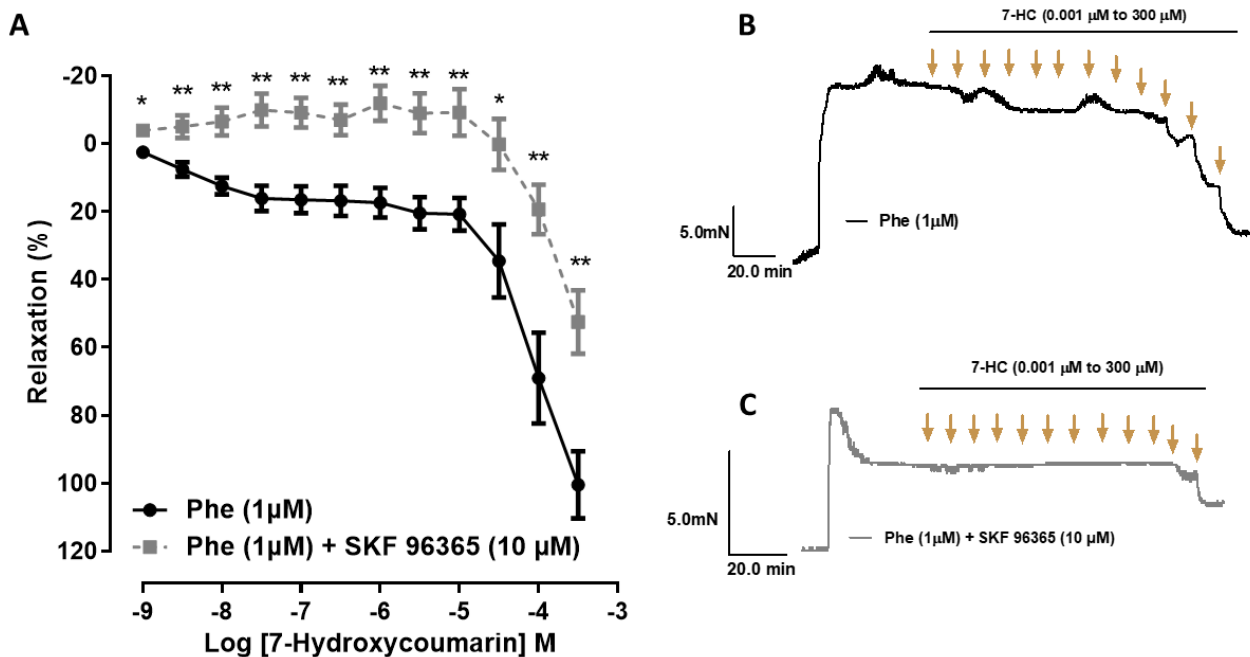 A
-20
0
20
40
60
80
100
120
Relaxation (%)
* ** ** ** ** ** ** ** ** * ** **
Phe (1µM)
Phe (1µM) + SKF 96365 (10 µM)
-9 -8 -7 -6 -5 -4 -3
Log [7-Hydroxycoumarin] M
B
7-HC (0.001 µM to 300 µM)
5.0mN
20.0 min
Phe (1µM)
C
7-HC (0.001 µM to 300 µM)
5.0mN
20.0 min
Phe (1µM) + SKF 96365 (10 µM)